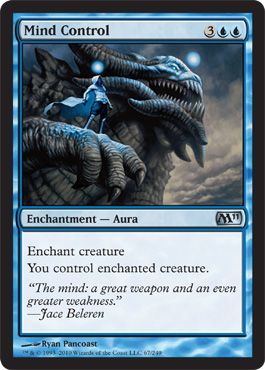 Mind Control 3
Enchantment — Aura
Enchant creature
You control enchanted creature.
“The mind: a great weapon and an even
greater weakness.”
—Jace Beleren
Ryan Pancoast
™ & © 1993–2010 Wizards of the Coast LLC 67/249